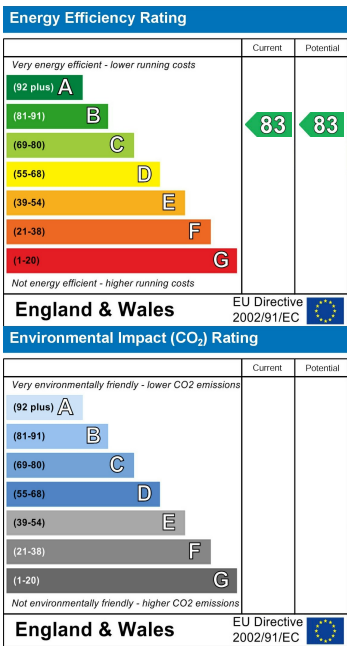 Energy Efficiency Rating
Current Potential
Very energy efficient - lower running costs
(92 plus) A
(81-91) B 83 83
(69-80) C
(55-68) D
(39-54) E
(21-38) F
(1-20) G
Not energy efficient - higher running costs
England & Wales EU Directive 2002/91/EC
Environmental Impact (CO₂) Rating
Current Potential
Very environmentally friendly - lower CO2 emissions
(92 plus) A
(81-91) B
(69-80) C
(55-68) D
(39-54) E
(21-38) F
(1-20) G
Not environmentally friendly - higher CO2 emissions
England & Wales EU Directive 2002/91/EC